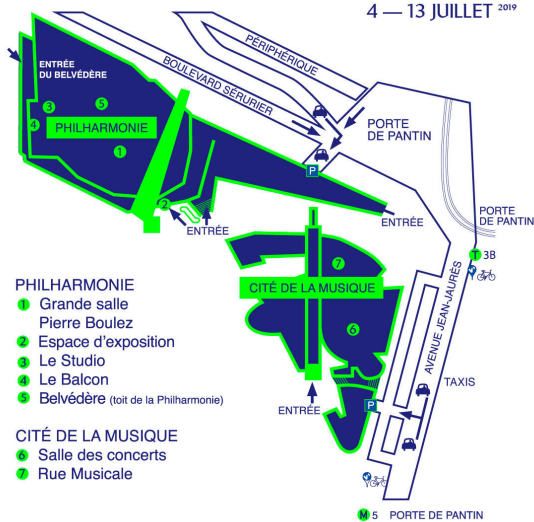 4 — 13 JUILLET 2019
PÉRIPHÉRIQUE
BOULEVARD SÉRURIER
ENTRÉE
DU BELVÉDÈRE
PORTE
DE PANTIN
3
5
4
PHILHARMONIE
1
P
2
ENTRÉE
ENTRÉE
PORTE
DE PANTIN
T 3B
7
CITÉ DE LA MUSIQUE
6
AVENUE JEAN-JAURÈS
TAXIS
ENTRÉE
P
PHILHARMONIE
1 Grande salle
Pierre Boulez
2 Espace d'exposition
3 Le Studio
4 Le Balcon
5 Belvédère (toit de la Philharmonie)
CITÉ DE LA MUSIQUE
6 Salle des concerts
7 Rue Musicale
M 5 PORTE DE PANTIN